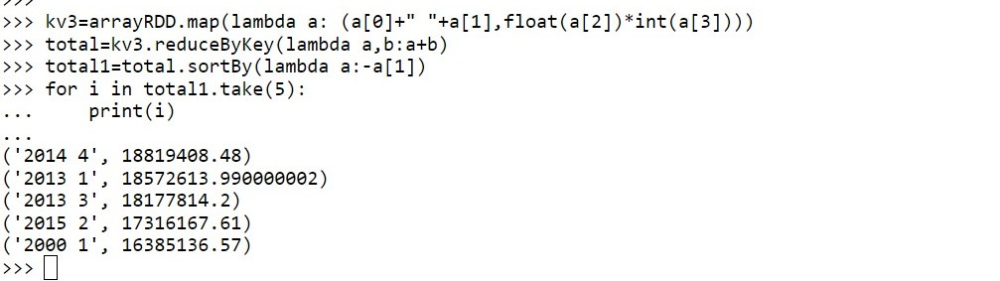 >>>
>>> kv3=arrayRDD.map(lambda a: (a[0]+" "+a[1],float(a[2])*int(a[3])))
>>> total=kv3.reduceByKey(lambda a,b:a+b)
>>> total1=total.sortBy(lambda a:-a[1])
>>> for i in total1.take(5):
...     print(i)
...
('2014 4', 18819408.48)
('2013 1', 18572613.990000002)
('2013 3', 18177814.2)
('2015 2', 17316167.61)
('2000 1', 16385136.57)
>>>